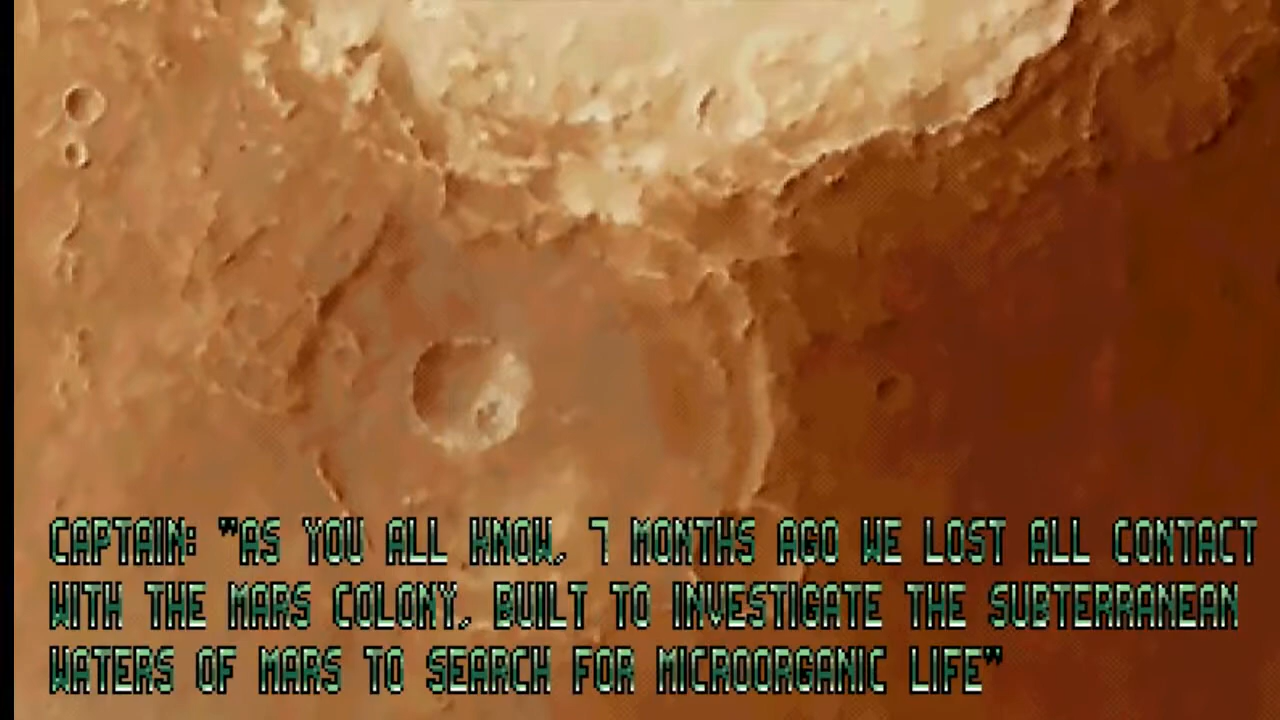 CAPTAIN: "AS YOU ALL KNOW, 7 MONTHS AGO WE LOST ALL CONTACT
WITH THE MARS COLONY, BUILT TO INVESTIGATE THE SUBTERRANEAN
WATERS OF MARS TO SEARCH FOR MICROORGANIC LIFE"